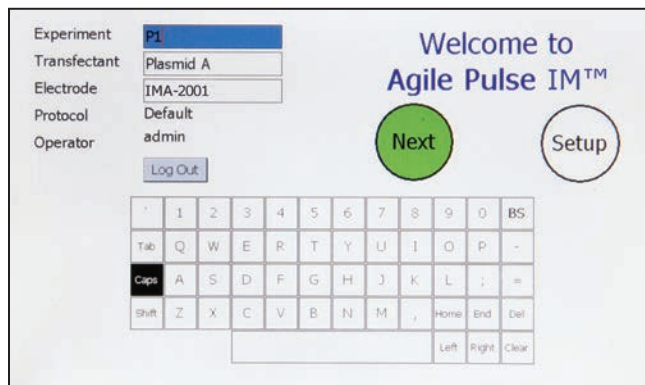 Experiment P1
Transfectant Plasmid A
Electrode IMA-2001
Protocol Default
Operator admin
Log Out
Welcome to
Agile Pulse IM™
Next
Setup
1 2 3 4 5 6 7 8 9 0 BS
Tab Q W E R T Y U I O P -
Caps A S D F G H J K L ; =
Shift Z X C V B N M , Home End Del
Left Right Clear